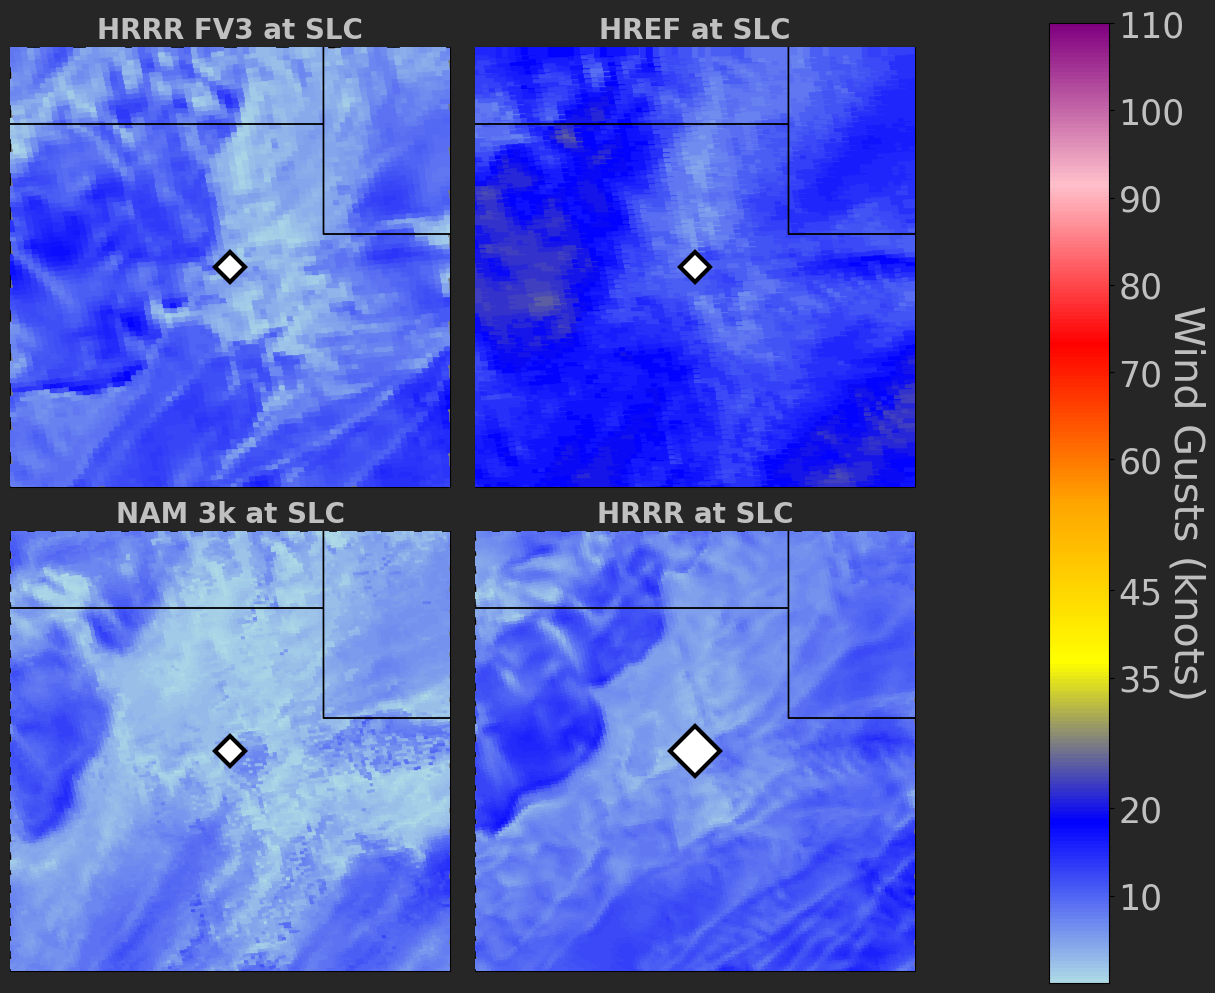 HRRR FV3 at SLC
HREF at SLC
NAM 3k at SLC
HRRR at SLC
110
100
90
80
70
60
45
35
20
10
Wind Gusts (knots)